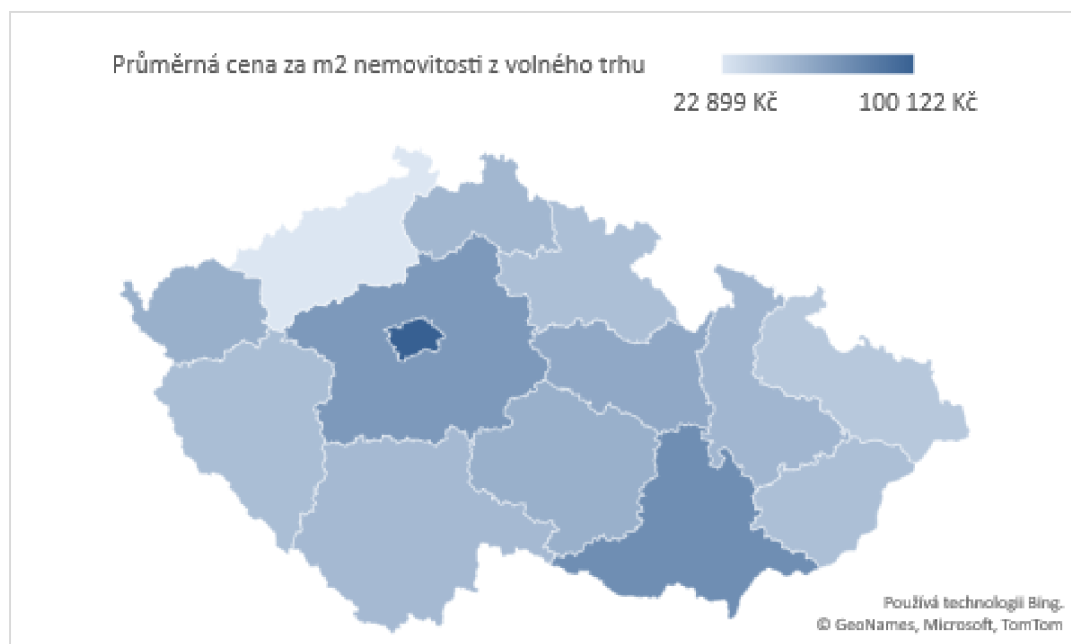 Průměrná cena za m2 nemovitosti z volného trhu
22 899 Kč 100 122 Kč
Používá technologii Bing.
© GeoNames, Microsoft, TomTom